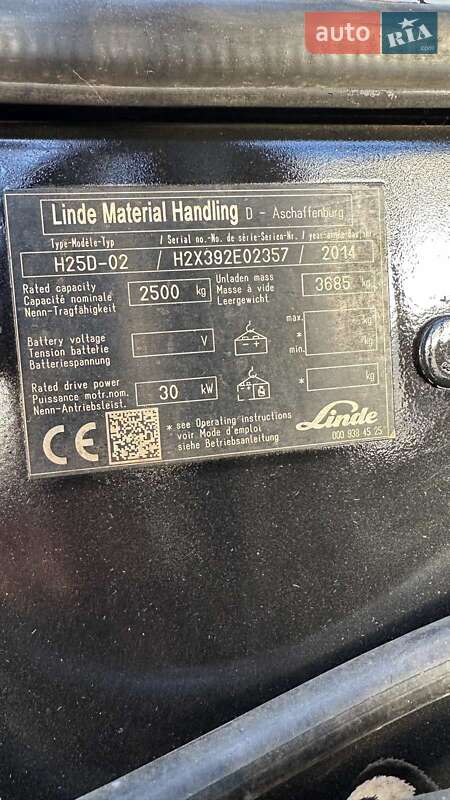 auto RIA.com
Linde Material Handling D - Aschaffenburg
Type-Modèle-Typ / Serial no.-No. de série-Serien-Nr. /
H25D-02 / H2X392E02357 / 2014
Rated capacity
Capacité nominale
Nenn-Tragfähigkeit
2500 kg
Unladen mass
Masse à vide
Leergewicht
3685 kg
Battery voltage
Tension batterie
Batteriespannung
V
- +
max.
*
min.
kg
kg
Rated drive power
Puissance motr.nom.
Nenn-Antriebsleist.
30 kW
* kg
CE
* see Operating instructions
voir Mode d'emploi
siehe Betriebsanleitung
Linde
000 938 45 25